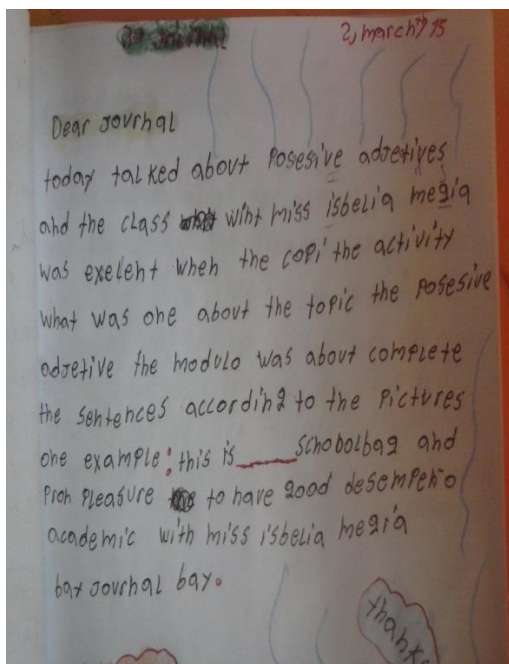 2, march/15
Dear Journal
today talked about Posesive adjetives
and the class with miss isbelia megia
was exelent when the copi the activity
what was one about the topic the posesive
adjetive the modulo was about complete
the sentences according to the pictures
one example: this is ____ schobolbag and
Pron pleasure to have good desempeño
academic with miss isbelia megia
bay journal bay.
thanks